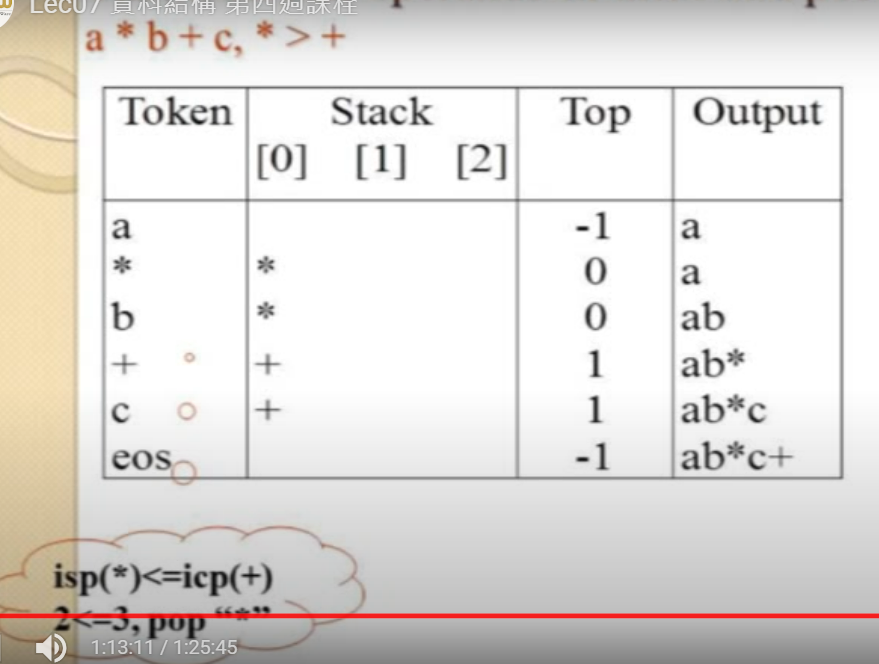 Lec07 資料結構 第四週課程
a * b + c, * > +
Token Stack Top Output
[0] [1] [2]
a -1 a
* * 0 a
b * 0 ab
+ + 1 ab*
c + 1 ab*c
eos -1 ab*c+
isp(*)<=icp(+)
2<=3, pop “*”
1:13:11 / 1:25:45